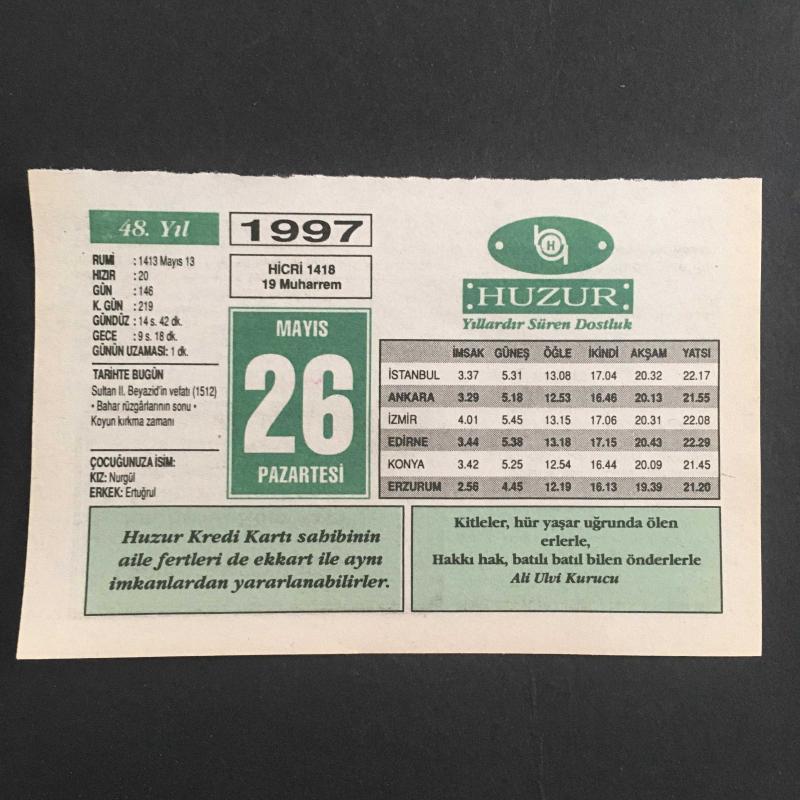 48. Yıl
RUMİ : 1413 Mayıs 13
HIZIR : 20
GÜN : 146
K. GÜN : 219
GÜNDÜZ : 14 s. 42 dk.
GECE : 9 s. 18 dk.
GÜNÜN UZAMASI: 1 dk.
TARİHTE BUGÜN
Sultan II. Beyazid'in vefatı (1512)
• Bahar rüzgârlarının sonu •
Koyun kırkma zamanı
ÇOCUĞUNUZA İSİM:
KIZ: Nurgül
ERKEK: Ertuğrul
1997
HİCRİ 1418
19 Muharrem
MAYIS
26
PAZARTESİ
H
HUZUR
Yıllardır Süren Dostluk
İMSAK GÜNEŞ ÖĞLE İKİNDİ AKŞAM YATSI
İSTANBUL 3.37 5.31 13.08 17.04 20.32 22.17
ANKARA 3.29 5.18 12.53 16.46 20.13 21.55
İZMİR 4.01 5.45 13.15 17.06 20.31 22.08
EDİRNE 3.44 5.38 13.18 17.15 20.43 22.29
KONYA 3.42 5.25 12.54 16.44 20.09 21.45
ERZURUM 2.56 4.45 12.19 16.13 19.39 21.20
Huzur Kredi Kartı sahibinin
aile fertleri de ekkart ile aynı
imkanlardan yararlanabilirler.
Kitleler, hür yaşar uğrunda ölen
erlerle,
Hakkı hak, batılı batıl bilen önderlerle
Ali Ulvi Kurucu